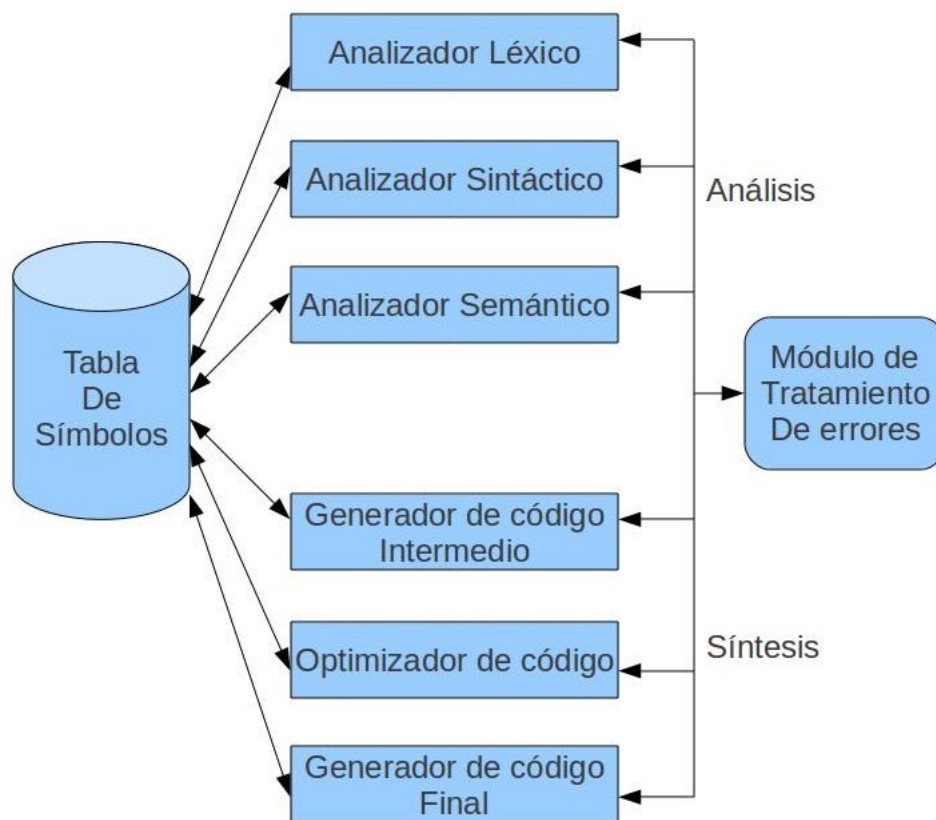 Analizador Léxico
Analizador Sintáctico
Análisis
Analizador Semántico
Tabla
De
Símbolos
Módulo de
Tratamiento
De errores
Generador de código
Intermedio
Optimizador de código
Síntesis
Generador de código
Final